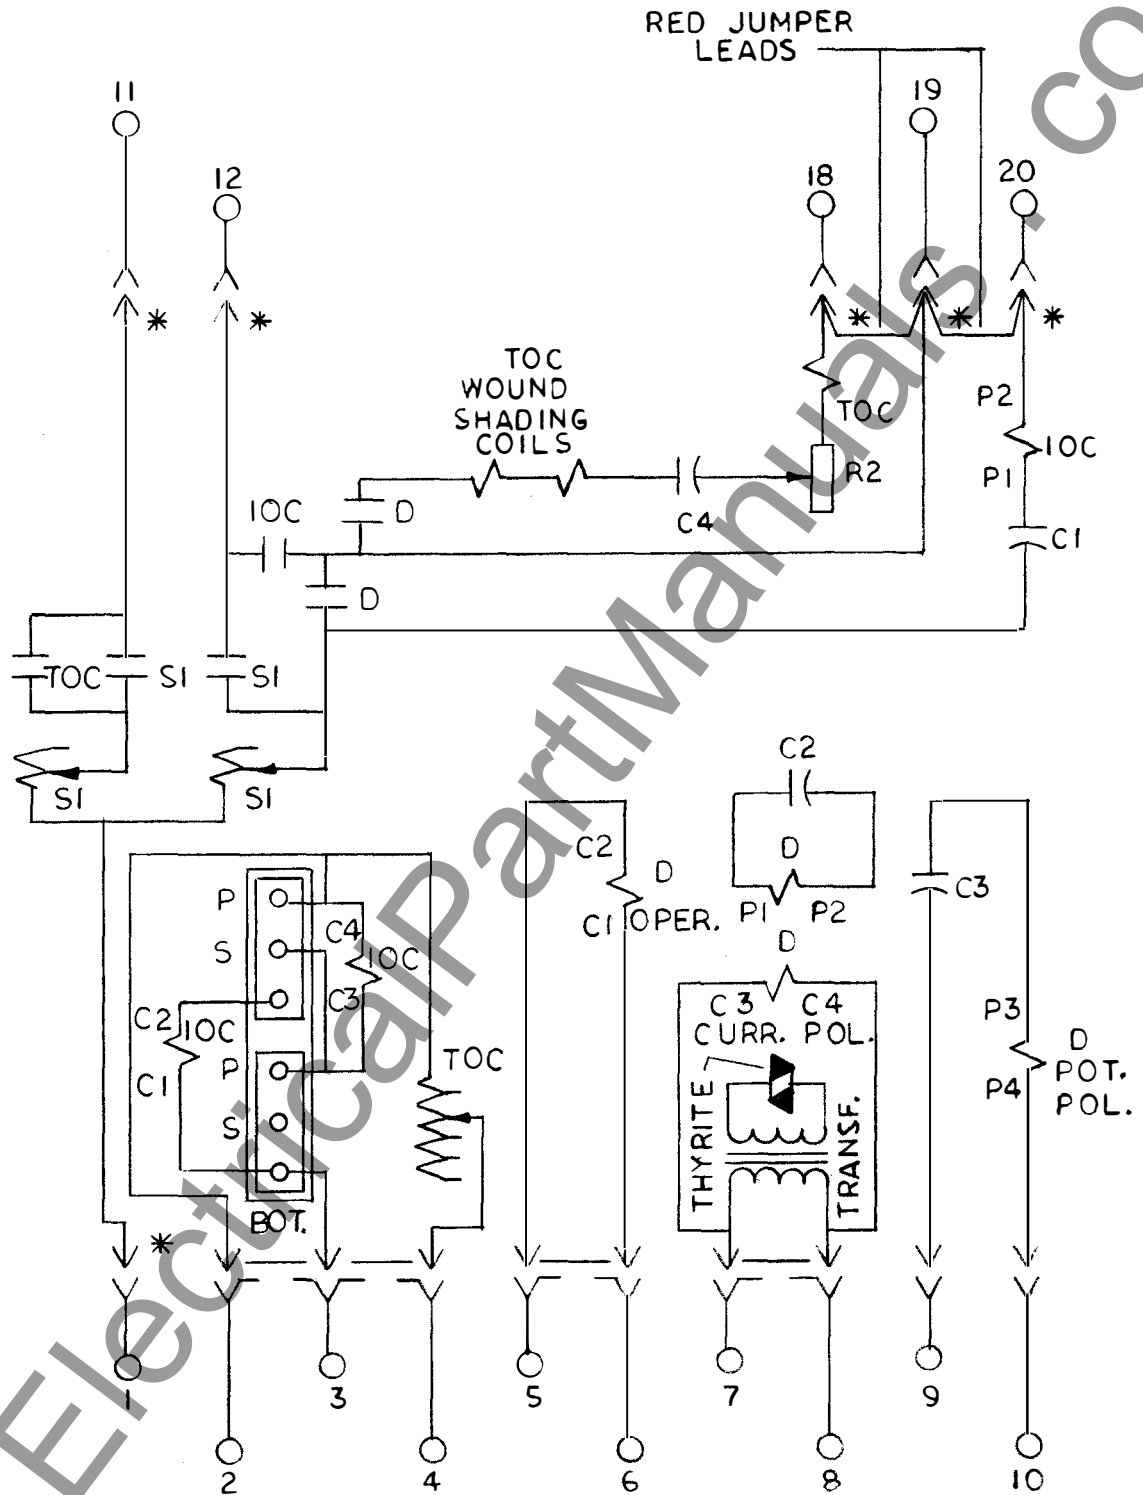 RED JUMPER
LEADS
11
12
18
19
20
*
*
*
*
*
TOC
WOUND
SHADING
COILS
TOC
R2
P2
IOC
P1
C1
IOC
D
C4
D
TOC
S1
S1
S1
S1
C2
D
P1
P2
C2
D
C1
OPER.
C3
P
S
C4
IOC
C3
C2
IOC
C1
P
S
BOT.
TOC
D
C3
C4
CURR. POL.
THYRITE
TRANSF.
P3
P4
D
POT.
POL.
*
1
2
3
4
5
6
7
8
9
10
ElectricalPartManuals . co